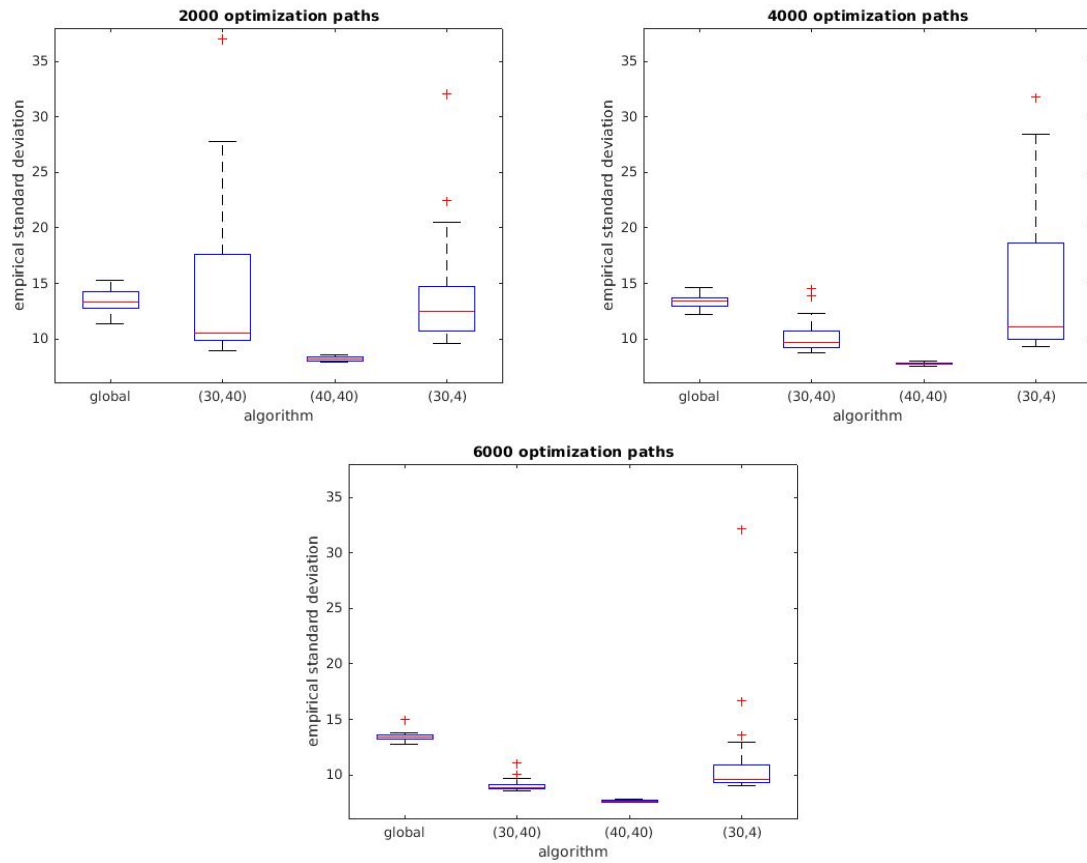 2000 optimization paths
35
30
25
20
15
10
empirical standard deviation
global (30,40) (40,40) (30,4)
algorithm
4000 optimization paths
35
30
25
20
15
10
empirical standard deviation
global (30,40) (40,40) (30,4)
algorithm
6000 optimization paths
35
30
25
20
15
10
empirical standard deviation
global (30,40) (40,40) (30,4)
algorithm